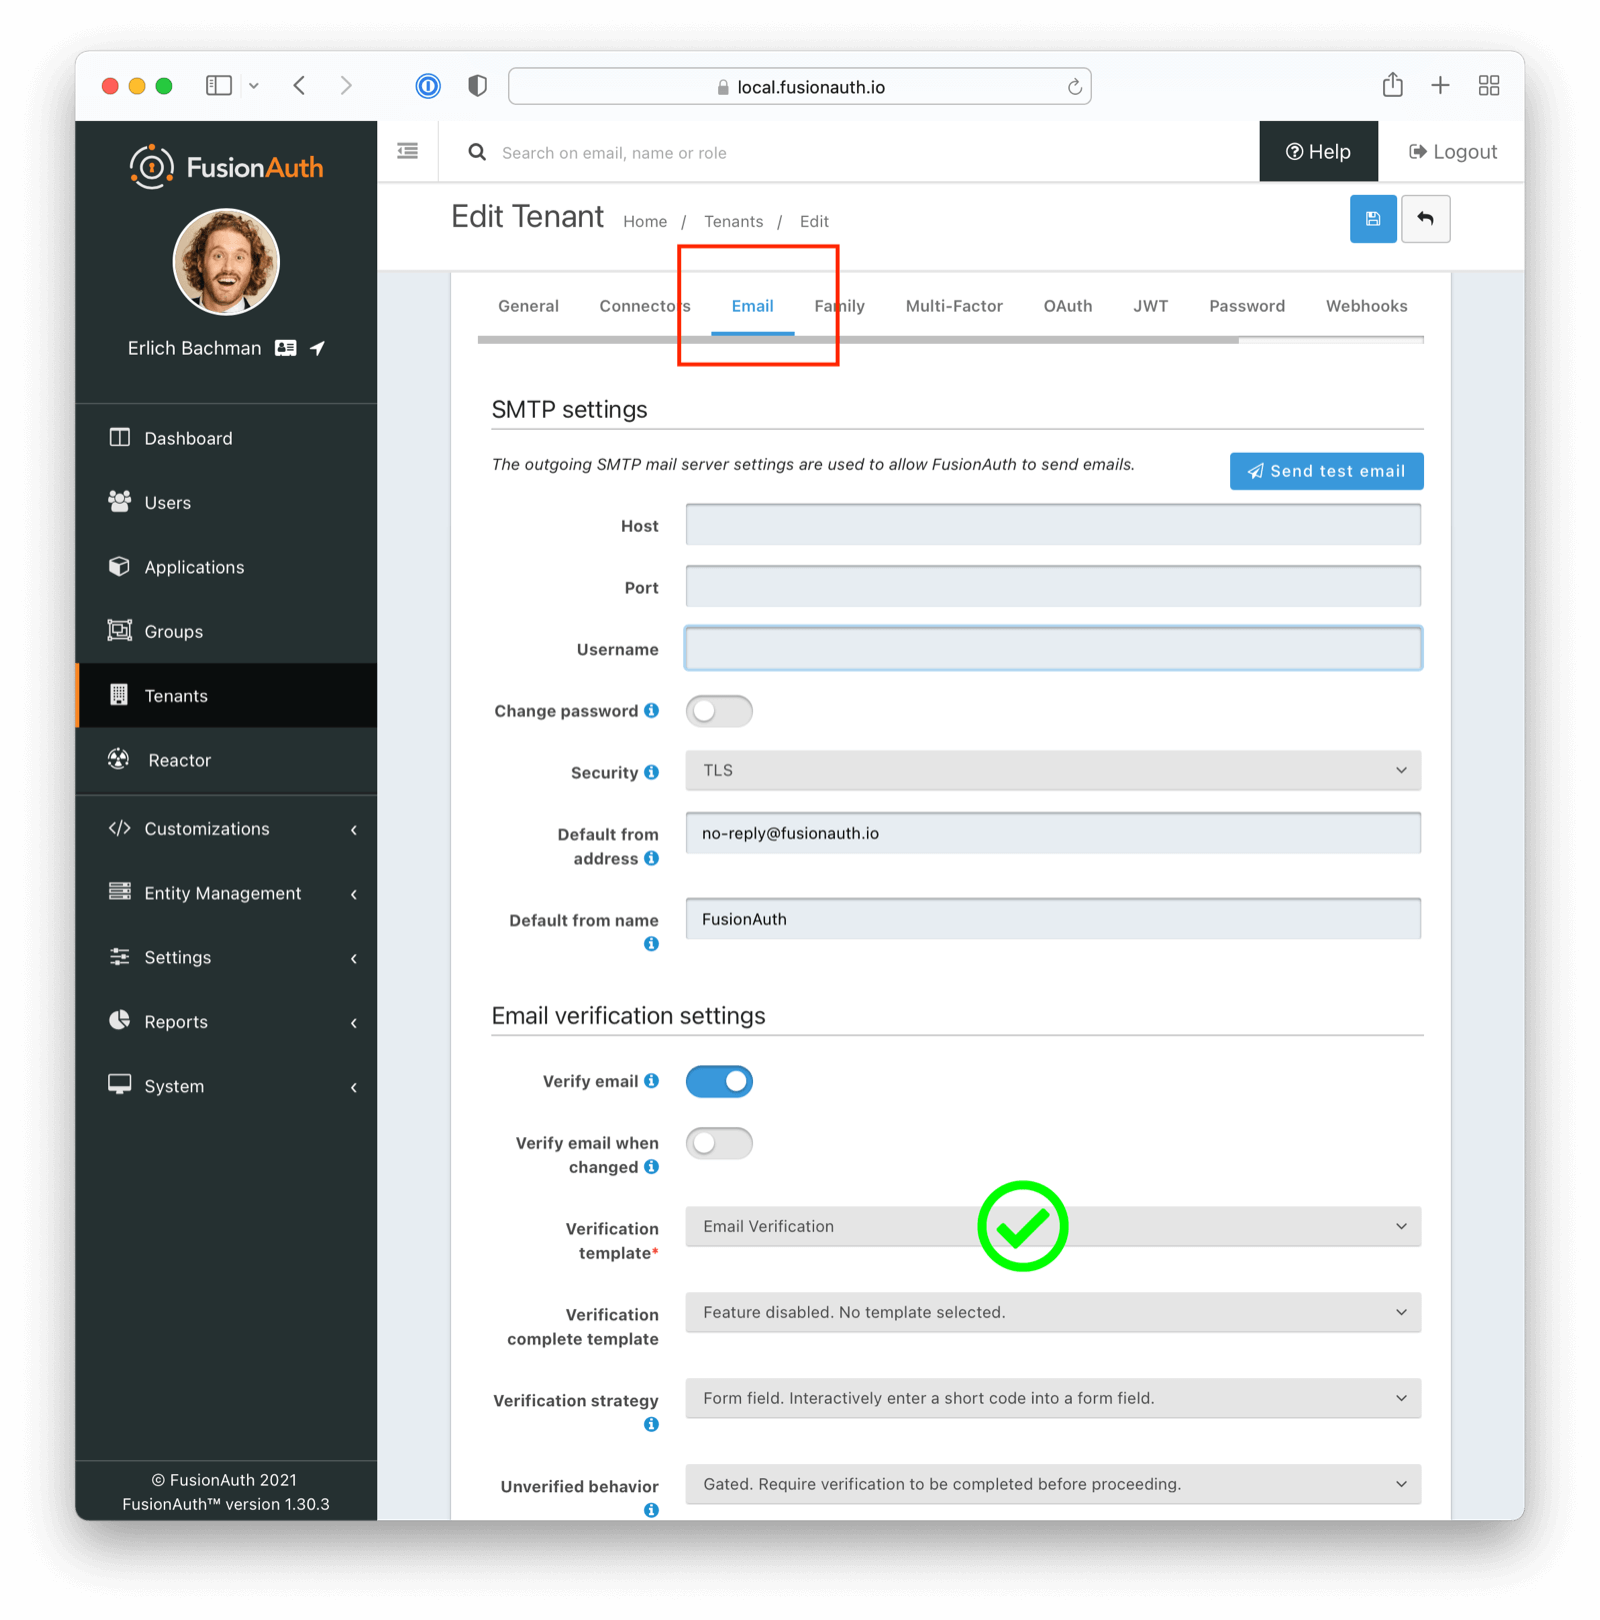 local.fusionauth.io
FusionAuth
Search on email, name or role
Help
Logout
Edit Tenant
Home / Tenants / Edit
Erlich Bachman
Dashboard
Users
Applications
Groups
Tenants
Reactor
Customizations
Entity Management
Settings
Reports
System
© FusionAuth 2021
FusionAuth™ version 1.30.3
General Connectors Email Family Multi-Factor OAuth JWT Password Webhooks
SMTP settings
The outgoing SMTP mail server settings are used to allow FusionAuth to send emails.
Send test email
Host
Port
Username
Change password
Security
TLS
Default from
address
no-reply@fusionauth.io
Default from name
FusionAuth
Email verification settings
Verify email
Verify email when
changed
Verification
template*
Email Verification
Verification
complete template
Feature disabled. No template selected.
Verification strategy
Form field. Interactively enter a short code into a form field.
Unverified behavior
Gated. Require verification to be completed before proceeding.